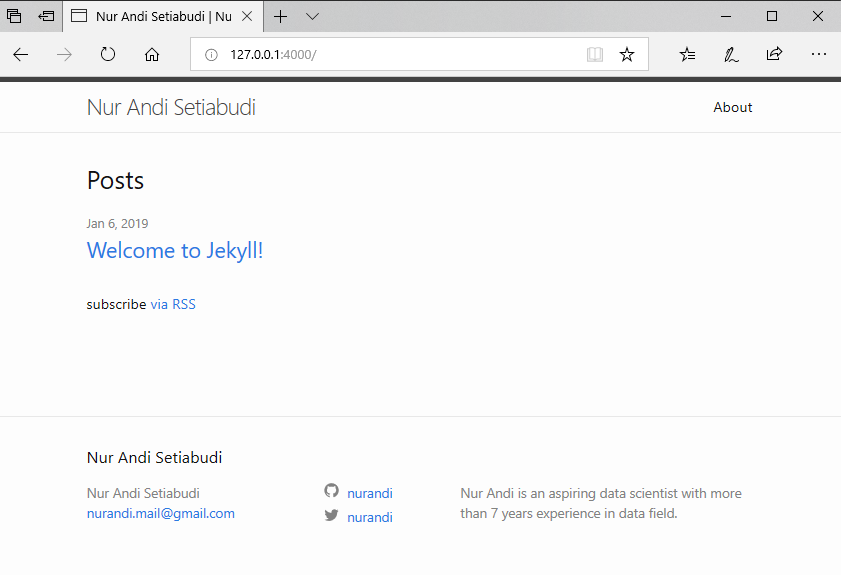 Nur Andi Setiabudi | Nu
127.0.0.1:4000/
Nur Andi Setiabudi
About
Posts
Jan 6, 2019
Welcome to Jekyll!
subscribe via RSS
Nur Andi Setiabudi
Nur Andi Setiabudi
nurandi.mail@gmail.com
nurandi
nurandi
Nur Andi is an aspiring data scientist with more
than 7 years experience in data field.